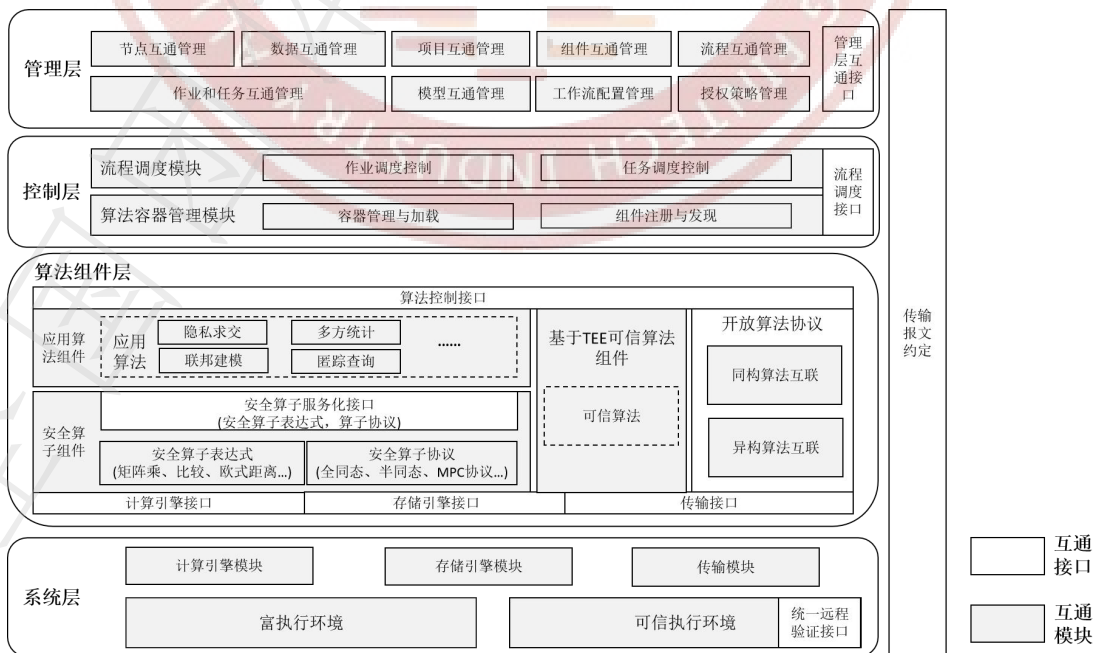 管理层
节点互通管理
数据互通管理
项目互通管理
组件互通管理
流程互通管理
作业和任务互通管理
模型互通管理
工作流配置管理
授权策略管理
管理
层互
通接
口
控制层
流程调度模块
作业调度控制
任务调度控制
算法容器管理模块
容器管理与加载
组件注册与发现
流程
调度
接口
算法组件层
算法控制接口
应用算
法组件
应用
算法
隐私求交
多方统计
......
联邦建模
匿踪查询
安全算
子组件
安全算子服务化接口
(安全算子表达式，算子协议)
安全算子表达式
(矩阵乘、比较、欧式距离...)
安全算子协议
(全同态、半同态、MPC协议...)
基于TEE可信算法
组件
可信算法
开放算法协议
同构算法互联
异构算法互联
计算引擎接口
存储引擎接口
传输接口
系统层
计算引擎模块
存储引擎模块
传输模块
富执行环境
可信执行环境
统一远程
验证接口
传输
报文
约定
互通
接口
互通
模块
INDUSTRY
FINTECH INDU